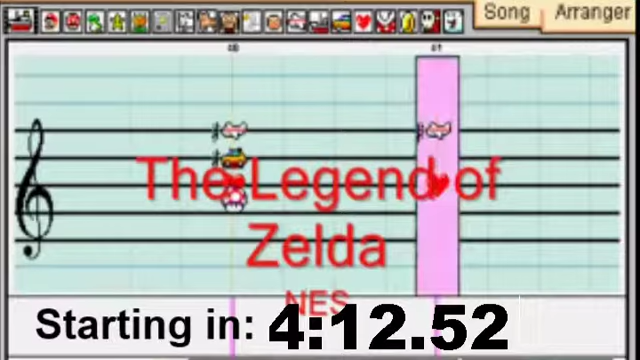 Song Arranger
The Legend of
Zelda
NES
Starting in: 4:12.52